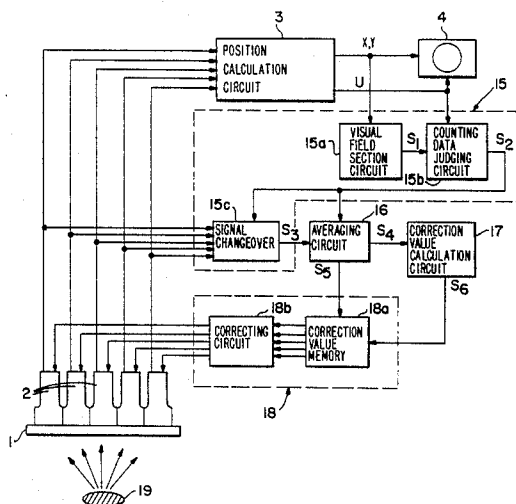 3
4
POSITION
CALCULATION
CIRCUIT
X,Y
U
15
VISUAL
FIELD
SECTION
CIRCUIT
15a
S1
COUNTING
DATA
JUDGING
CIRCUIT
15b
S2
15c
SIGNAL
CHANGEOVER
S3
16
AVERAGING
CIRCUIT
S4
17
CORRECTION
VALUE
CALCULATION
CIRCUIT
S5
S6
18b
CORRECTING
CIRCUIT
18a
CORRECTION
VALUE
MEMORY
18
2
1
19